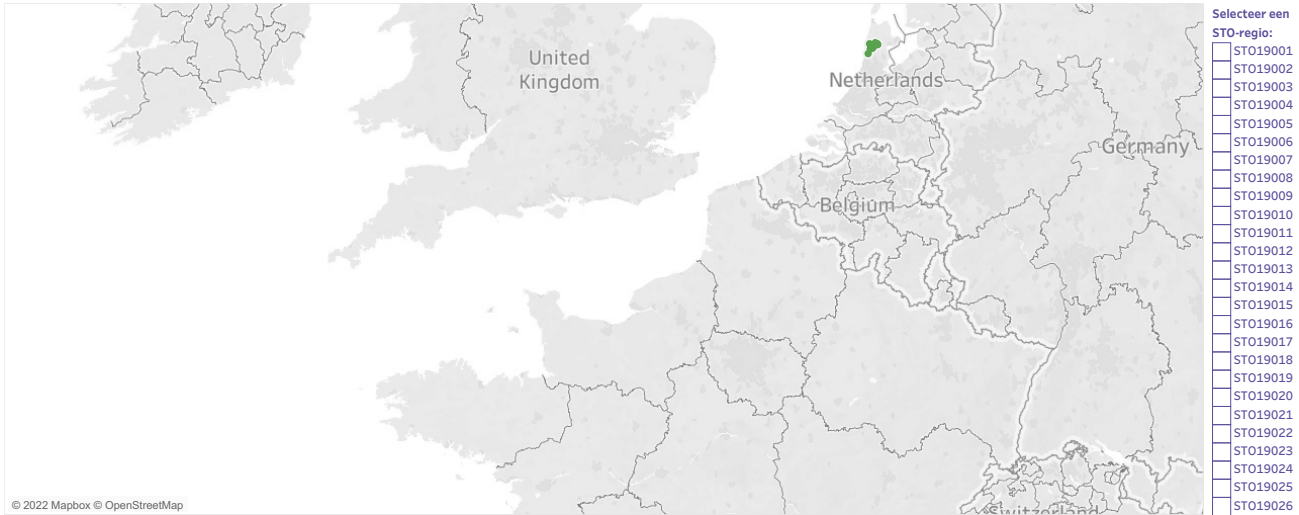 United
Kingdom
Netherlands
Germany
Belgium
Switzerland
© 2022 Mapbox © OpenStreetMap
Selecteer een
STO-regio:
STO19001
STO19002
STO19003
STO19004
STO19005
STO19006
STO19007
STO19008
STO19009
STO19010
STO19011
STO19012
STO19013
STO19014
STO19015
STO19016
STO19017
STO19018
STO19019
STO19020
STO19021
STO19022
STO19023
STO19024
STO19025
STO19026